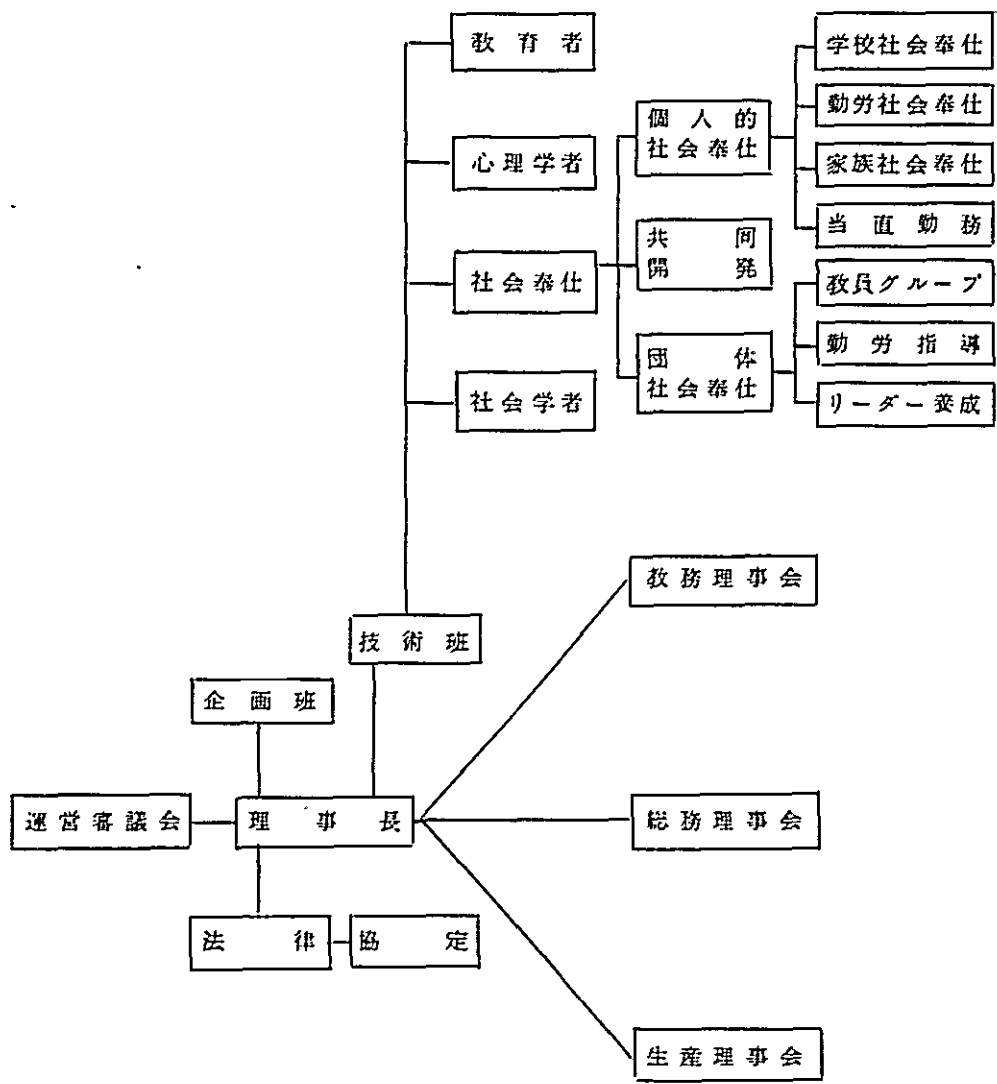 教育者
心理学者
社会奉仕
社会学者
個人的
社会奉仕
共同
開発
団体
社会奉仕
学校社会奉仕
勤労社会奉仕
家族社会奉仕
当直勤務
教員グループ
勤労指導
リーダー養成
技術班
企画班
運営審議会
理事長
法律
協定
教務理事会
総務理事会
生産理事会